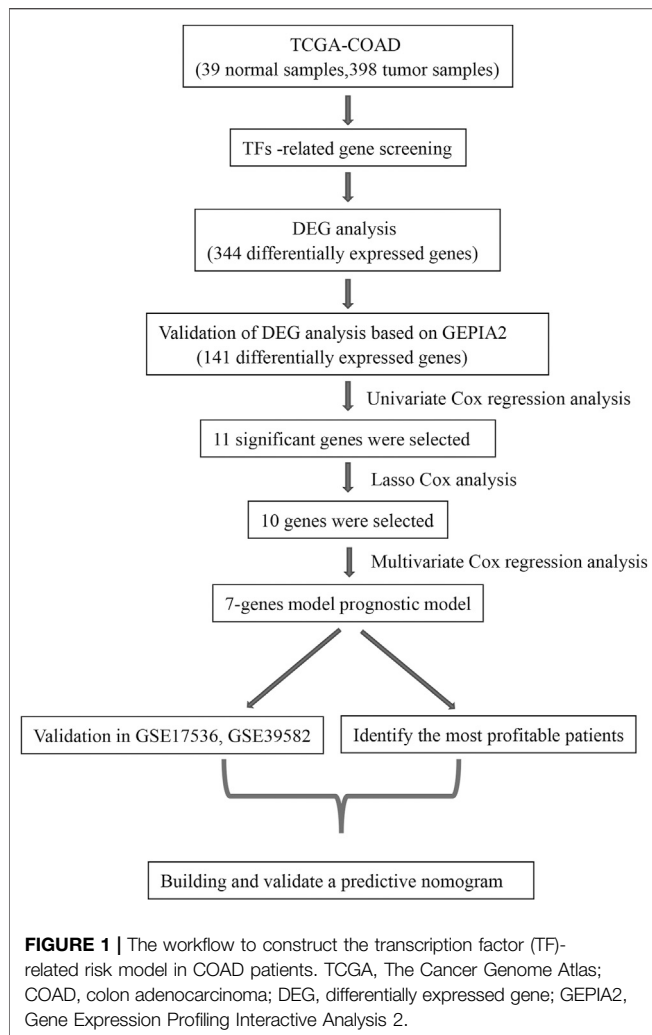 TCGA-COAD
(39 normal samples,398 tumor samples)
TFs -related gene screening
DEG analysis
(344 differentially expressed genes)
Validation of DEG analysis based on GEPIA2
(141 differentially expressed genes)
Univariate Cox regression analysis
11 significant genes were selected
Lasso Cox analysis
10 genes were selected
Multivariate Cox regression analysis
7-genes model prognostic model
Validation in GSE17536, GSE39582
Identify the most profitable patients
Building and validate a predictive nomogram
FIGURE 1 | The workflow to construct the transcription factor (TF)-
related risk model in COAD patients. TCGA, The Cancer Genome Atlas;
COAD, colon adenocarcinoma; DEG, differentially expressed gene; GEPIA2,
Gene Expression Profiling Interactive Analysis 2.